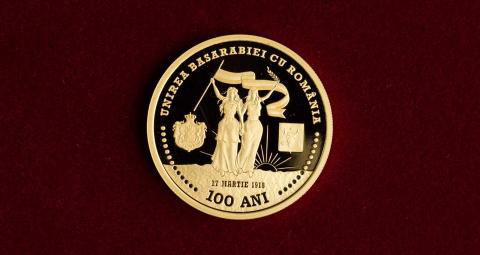 UNIREA BASARABIEI CU ROMÂNIA
27 MARTIE 1918
100 ANI